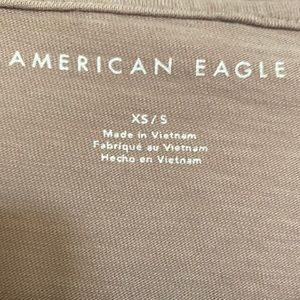 AMERICAN EAGLE
XS/S
Made in Vietnam
Fabriqué au Vietnam
Hecho en Vietnam